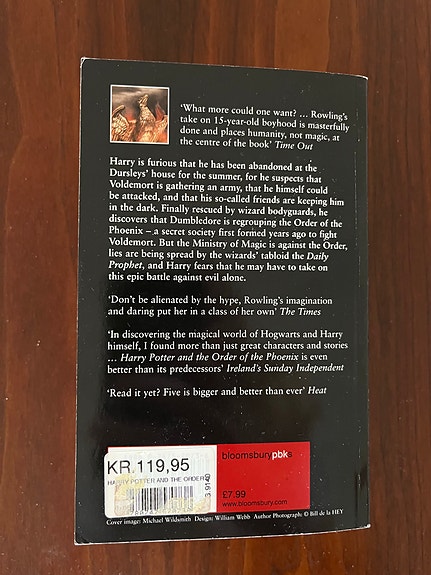 ‘What more could one want? ... Rowling’s
take on 15-year-old boyhood is masterfully
done and places humanity, not magic, at
the centre of the book’ Time Out
Harry is furious that he has been abandoned at the
Dursleys’ house for the summer, for he suspects that
Voldemort is gathering an army, that he himself could
be attacked, and that his so-called friends are keeping him
in the dark. Finally rescued by wizard bodyguards, he
discovers that Dumbledore is regrouping the Order of the
Phoenix – a secret society first formed years ago to fight
Voldemort. But the Ministry of Magic is against the Order,
lies are being spread by the wizards’ tabloid the Daily
Prophet, and Harry fears that he may have to take on
this epic battle against evil alone.
‘Don’t be alienated by the hype, Rowling’s imagination
and daring put her in a class of her own’ The Times
‘In discovering the magical world of Hogwarts and Harry
himself, I found more than just great characters and stories
... Harry Potter and the Order of the Phoenix is even
better than its predecessors’ Ireland’s Sunday Independent
‘Read it yet? Five is bigger and better than ever’ Heat
KR.119,95
HARRY POTTER AND THE ORDER
bloomsburypbks
£7.99
www.bloomsbury.com
Cover image: Michael Wildsmith Design: William Webb Author Photograph: © Bill de la HEY